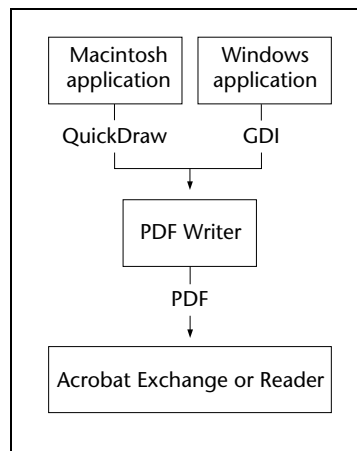 Macintosh
application
Windows
application
QuickDraw
GDI
PDF Writer
PDF
Acrobat Exchange or Reader